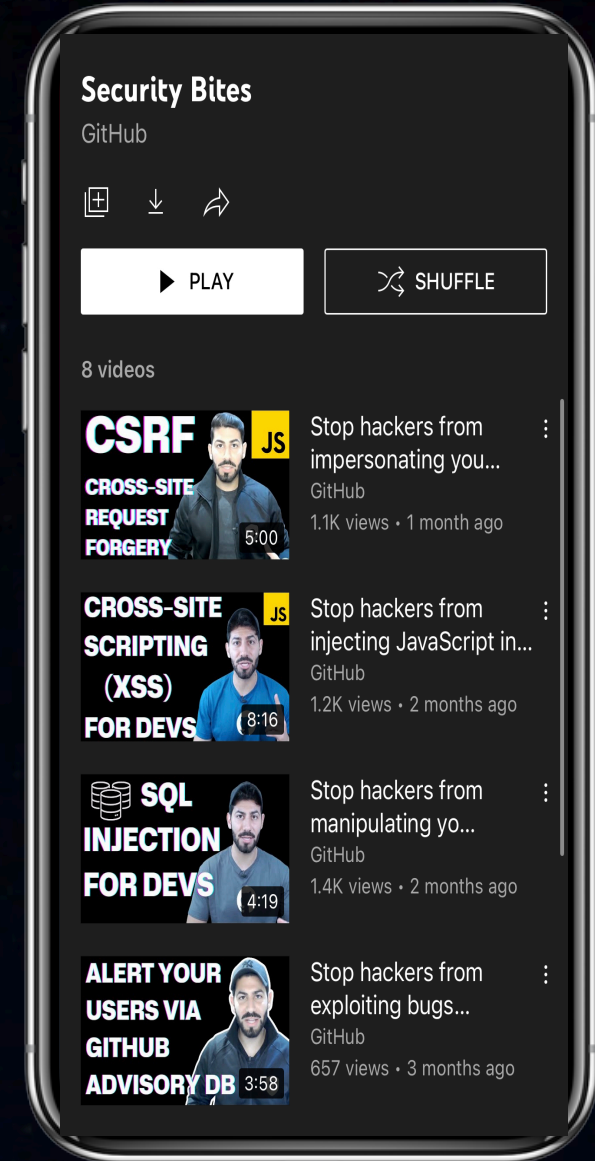 Security Bites
GitHub
PLAY
SHUFFLE
8 videos
CSRF
JS
CROSS-SITE
REQUEST
FORGERY
5:00
Stop hackers from
impersonating you...
GitHub
1.1K views • 1 month ago
CROSS-SITE
SCRIPTING
(XSS)
FOR DEVS
JS
8:16
Stop hackers from
injecting JavaScript in...
GitHub
1.2K views • 2 months ago
SQL
INJECTION
FOR DEVS
4:19
Stop hackers from
manipulating yo...
GitHub
1.4K views • 2 months ago
ALERT YOUR
USERS VIA
GITHUB
ADVISORY DB
3:58
Stop hackers from
exploiting bugs...
GitHub
657 views • 3 months ago